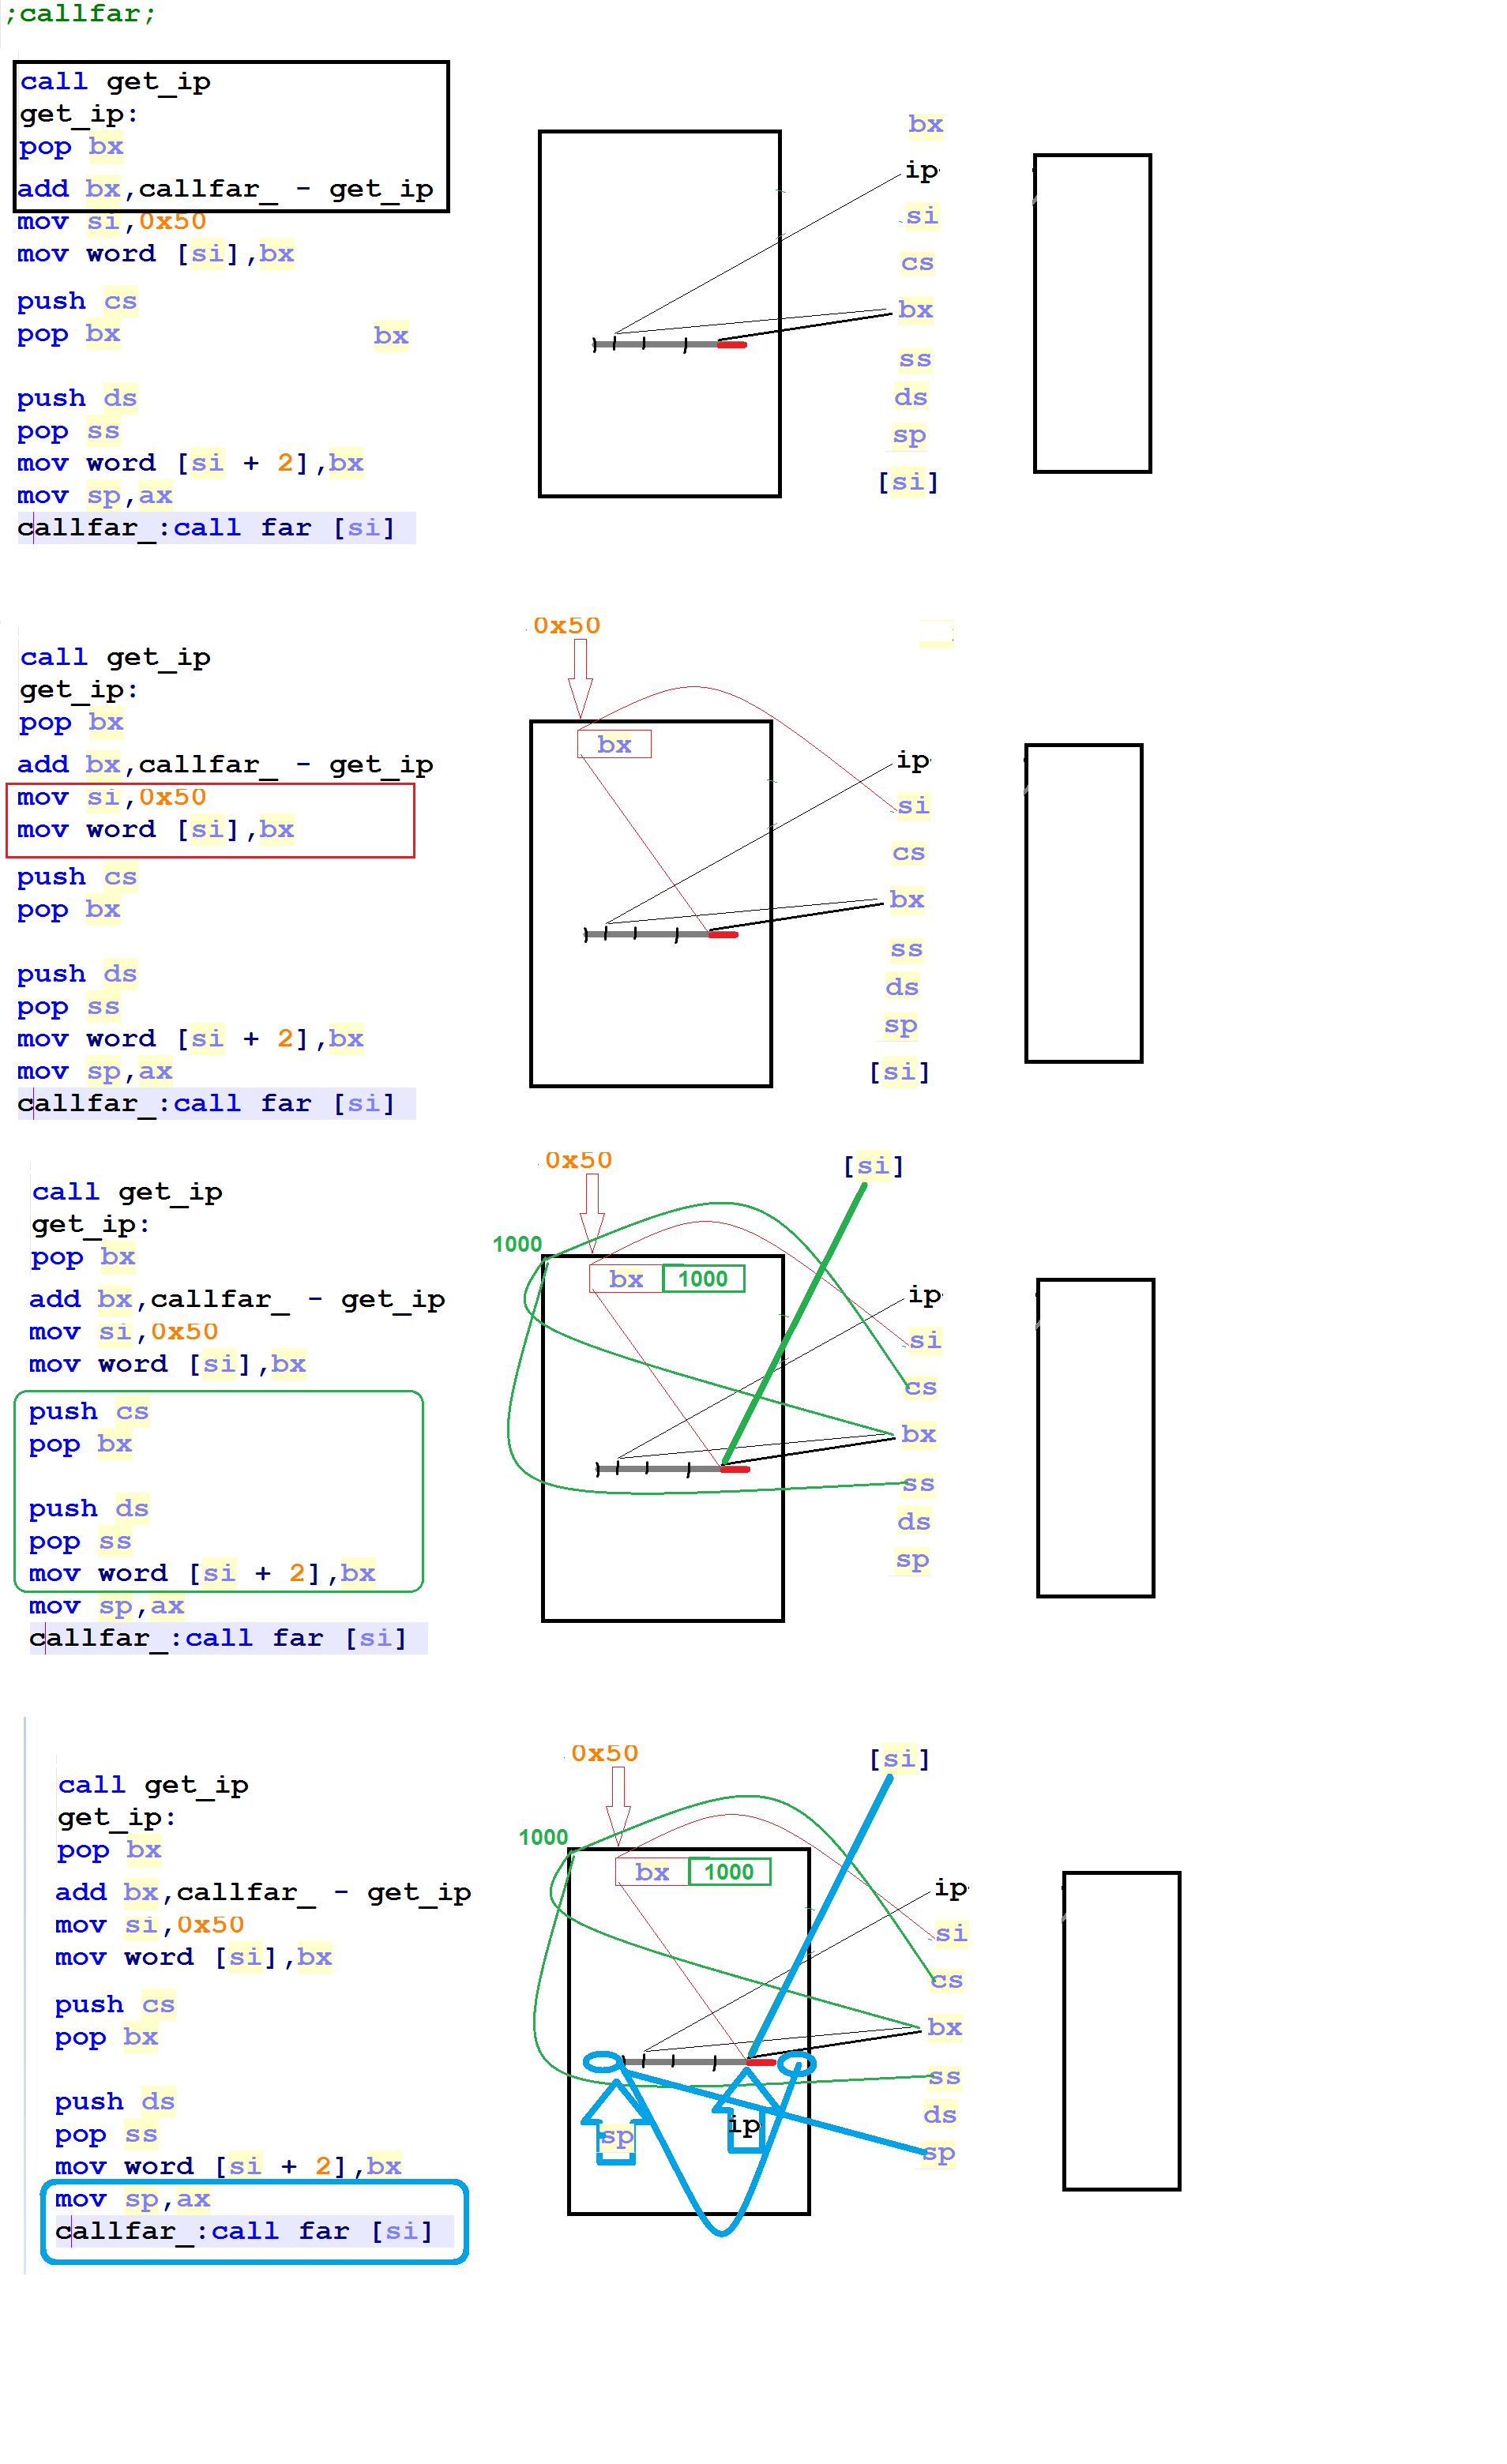 ;callfar;
call get_ip
get_ip:
pop bx
add bx,callfar_ - get_ip
mov si,0x50
mov word [si],bx
push cs
pop bx
bx
push ds
pop ss
mov word [si + 2],bx
mov sp,ax
callfar_:call far [si]
bx
ip
si
cs
bx
ss
ds
sp
[si]
call get_ip
get_ip:
pop bx
add bx,callfar_ - get_ip
mov si,0x50
mov word [si],bx
push cs
pop bx
push ds
pop ss
mov word [si + 2],bx
mov sp,ax
callfar_:call far [si]
0x50
bx
ip
si
cs
bx
ss
ds
sp
[si]
call get_ip
get_ip:
pop bx
add bx,callfar_ - get_ip
mov si,0x50
mov word [si],bx
push cs
pop bx
push ds
pop ss
mov word [si + 2],bx
mov sp,ax
callfar_:call far [si]
0x50
[si]
1000
bx 1000
ip
si
cs
bx
ss
ds
sp
call get_ip
get_ip:
pop bx
add bx,callfar_ - get_ip
mov si,0x50
mov word [si],bx
push cs
pop bx
push ds
pop ss
mov word [si + 2],bx
mov sp,ax
callfar_:call far [si]
0x50
[si]
1000
bx 1000
ip
si
cs
bx
ss
ds
sp
sp
ip